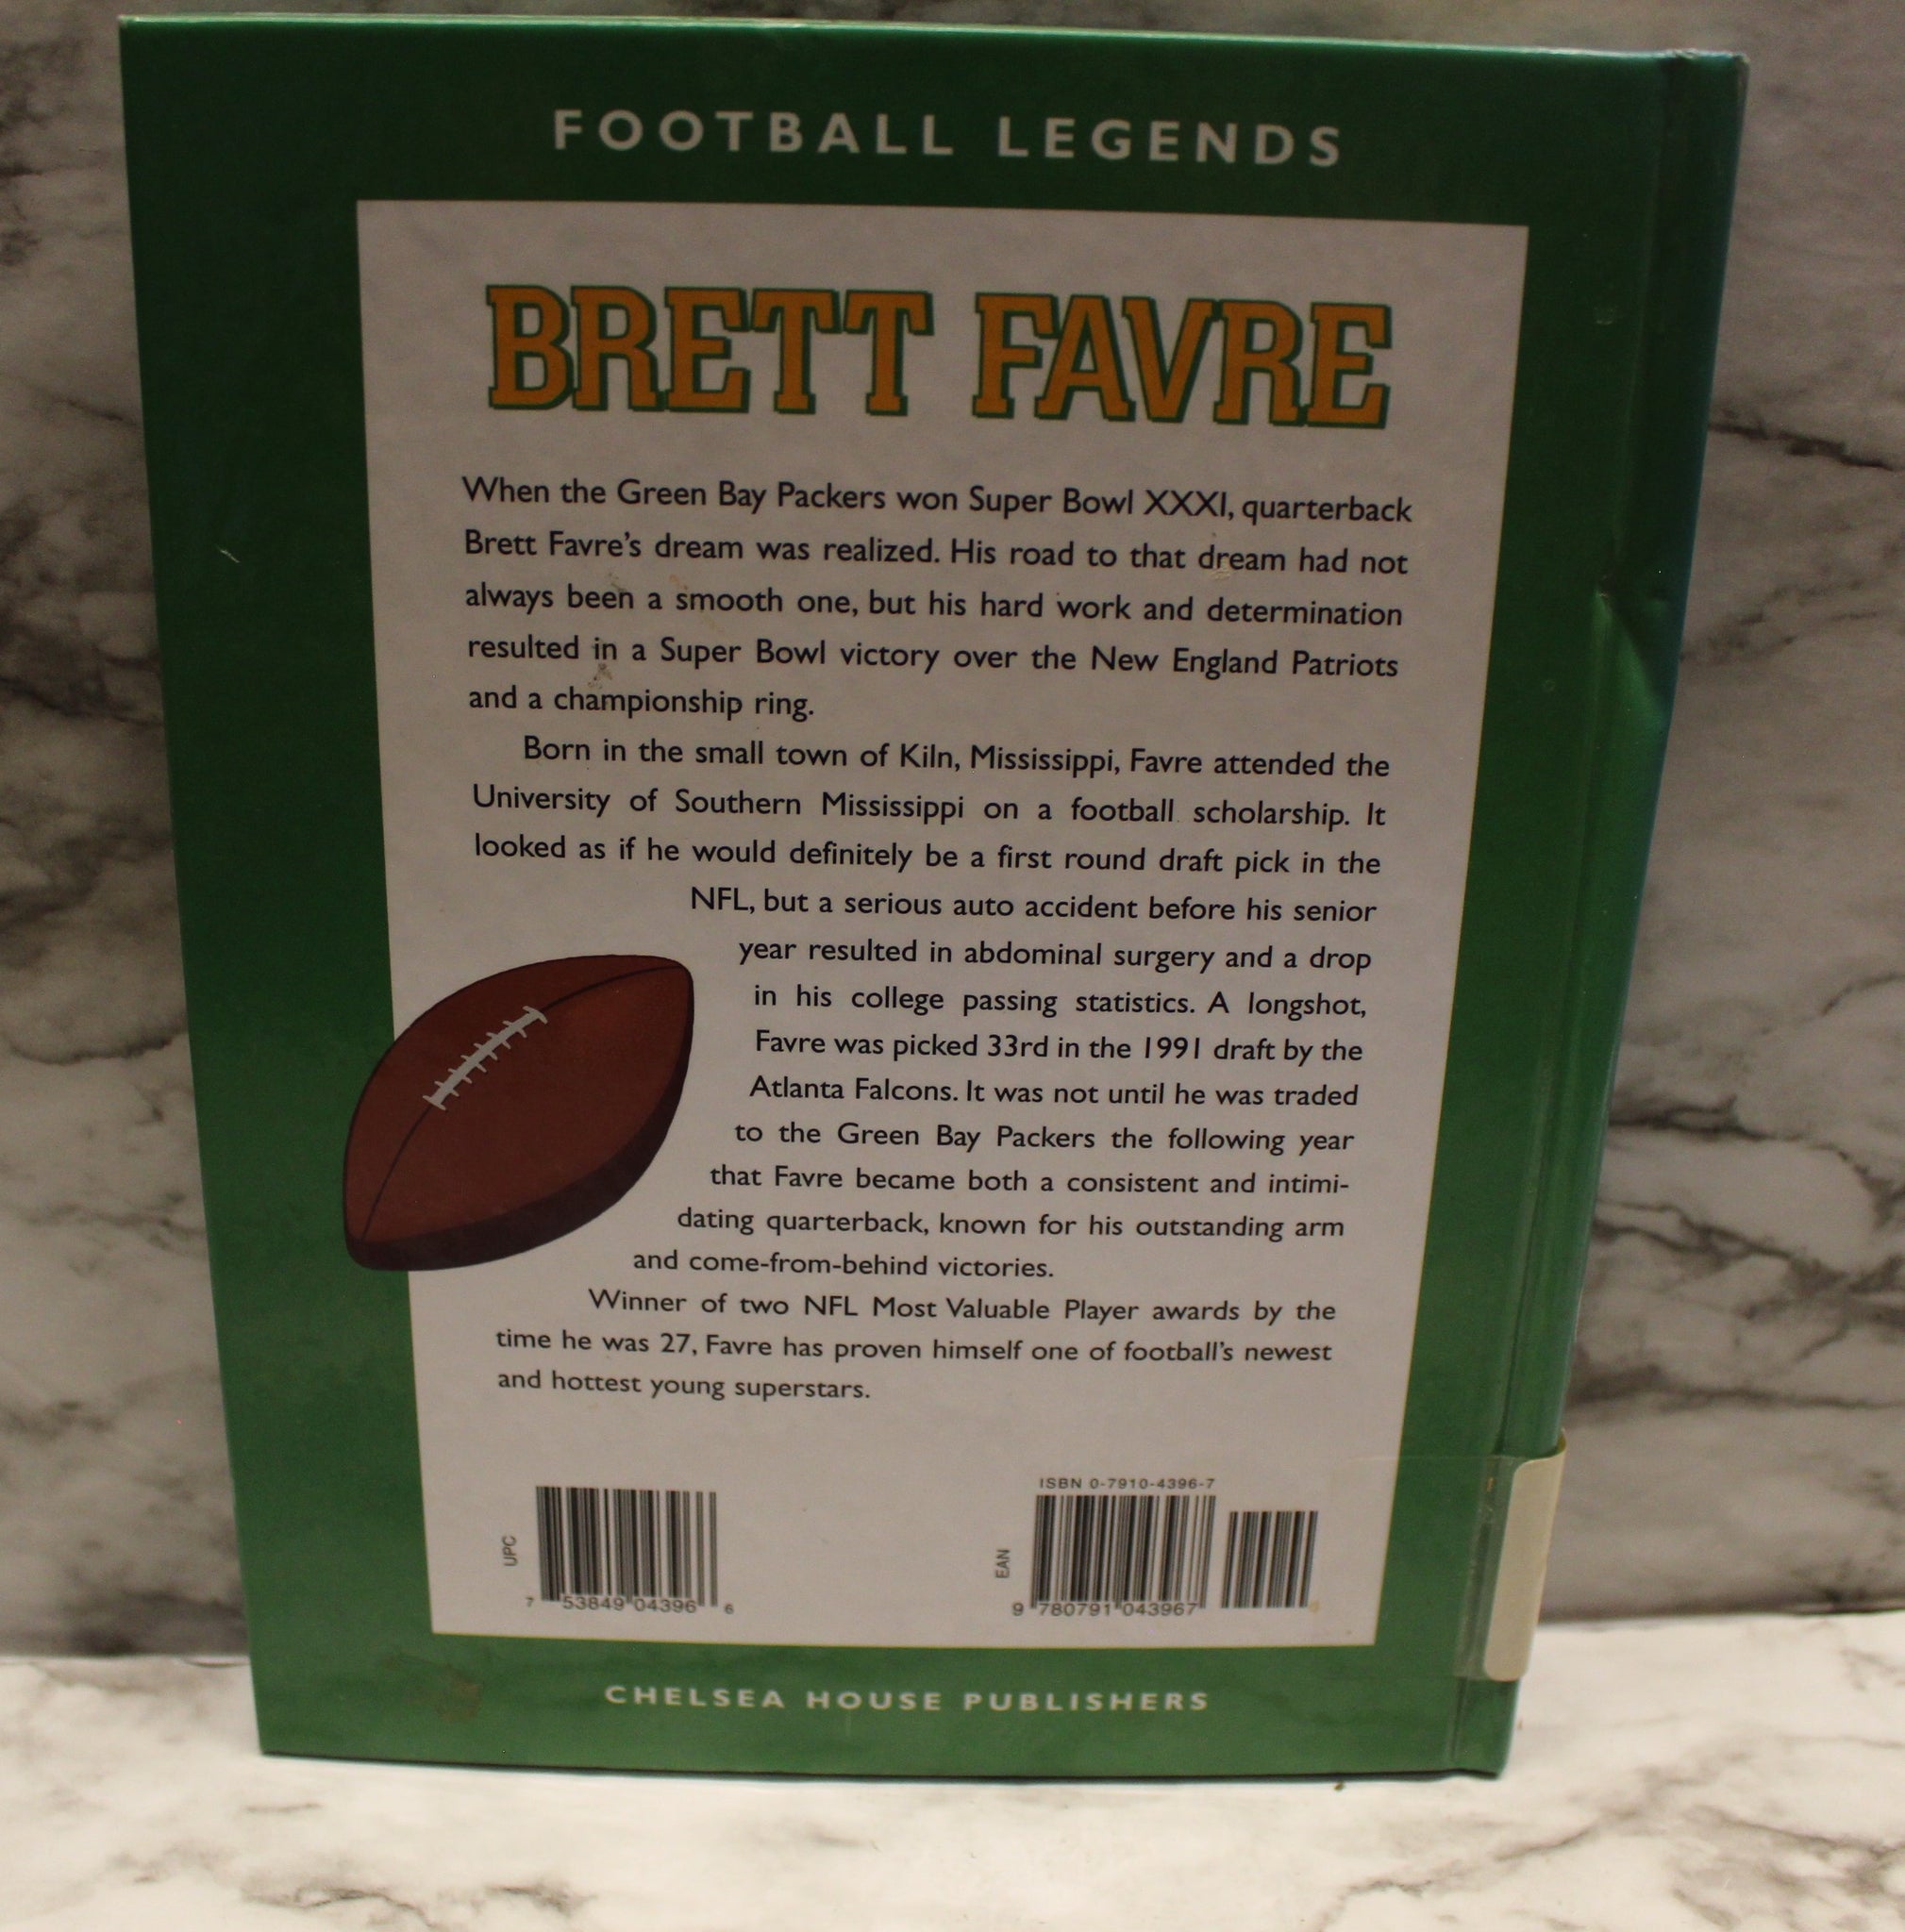 FOOTBALL LEGENDS
BRETT FAVRE
When the Green Bay Packers won Super Bowl XXXI, quarterback
Brett Favre's dream was realized. His road to that dream had not
always been a smooth one, but his hard work and determination
resulted in a Super Bowl victory over the New England Patriots
and a championship ring.
Born in the small town of Kiln, Mississippi, Favre attended the
University of Southern Mississippi on a football scholarship. It
looked as if he would definitely be a first round draft pick in the
NFL, but a serious auto accident before his senior
year resulted in abdominal surgery and a drop
in his college passing statistics. A longshot,
Favre was picked 33rd in the 1991 draft by the
Atlanta Falcons. It was not until he was traded
to the Green Bay Packers the following year
that Favre became both a consistent and intimi-
dating quarterback, known for his outstanding arm
and come-from-behind victories.
Winner of two NFL Most Valuable Player awards by the
time he was 27, Favre has proven himself one of football's newest
and hottest young superstars.
UPC
7 53849 04396 6
ISBN 0-7910-4396-7
EAN
9 780791 043967
CHELSEA HOUSE PUBLISHERS